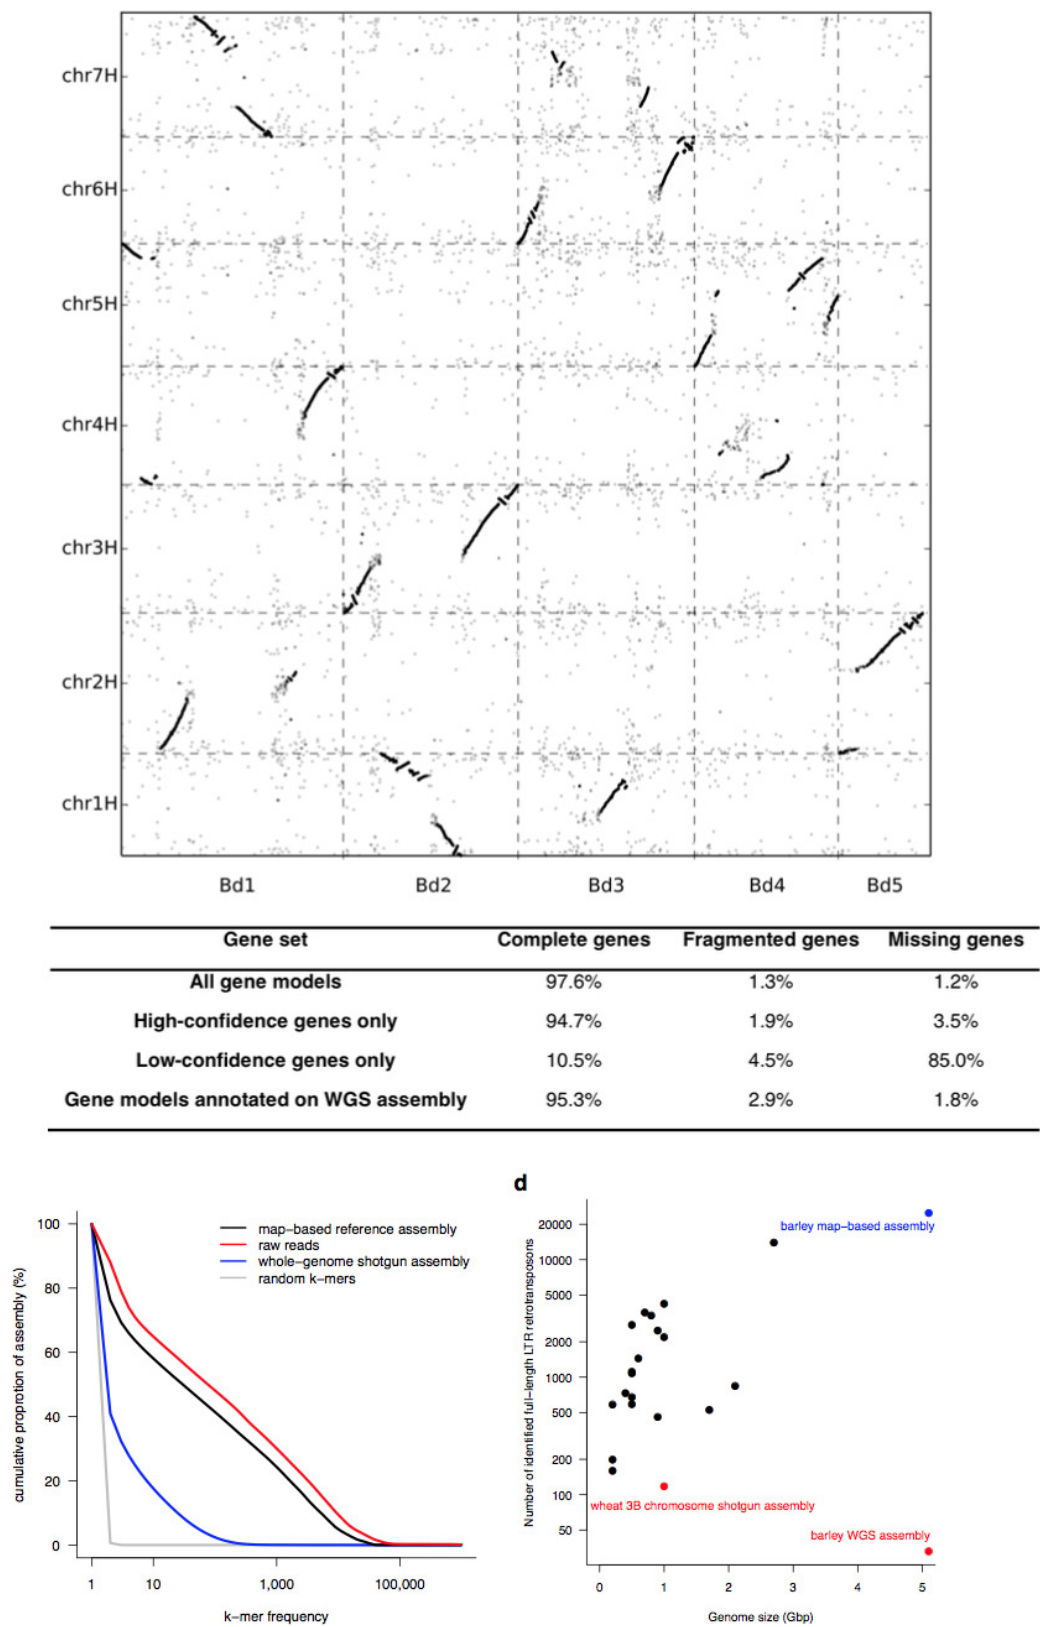 chr7H
chr6H
chr5H
chr4H
chr3H
chr2H
chr1H
Bd1 Bd2 Bd3 Bd4 Bd5
Gene set Complete genes Fragmented genes Missing genes
All gene models 97.6% 1.3% 1.2%
High-confidence genes only 94.7% 1.9% 3.5%
Low-confidence genes only 10.5% 4.5% 85.0%
Gene models annotated on WGS assembly 95.3% 2.9% 1.8%
cumulative proprotion of assembly (%)
100
80
60
40
20
0
map-based reference assembly
raw reads
whole-genome shotgun assembly
random k-mers
1 10 1,000 100,000
k-mer frequency
d
Number of identified full-length LTR retrotransposons
20000
10000
5000
2000
1000
500
200
100
50
barley map-based assembly
wheat 3B chromosome shotgun assembly
barley WGS assembly
0 1 2 3 4 5
Genome size (Gbp)